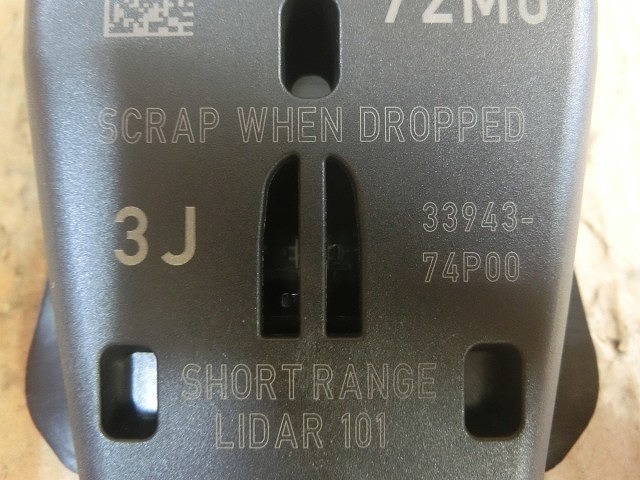 SCRAP WHEN DROPPED
3J
33943-
74P00
SHORT RANGE
LIDAR 101